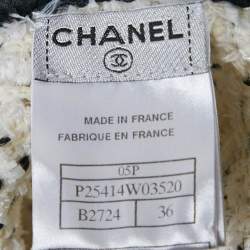 CHANEL
MADE IN FRANCE
FABRIQUE EN FRANCE
05P
P25414W03520
B2724 36